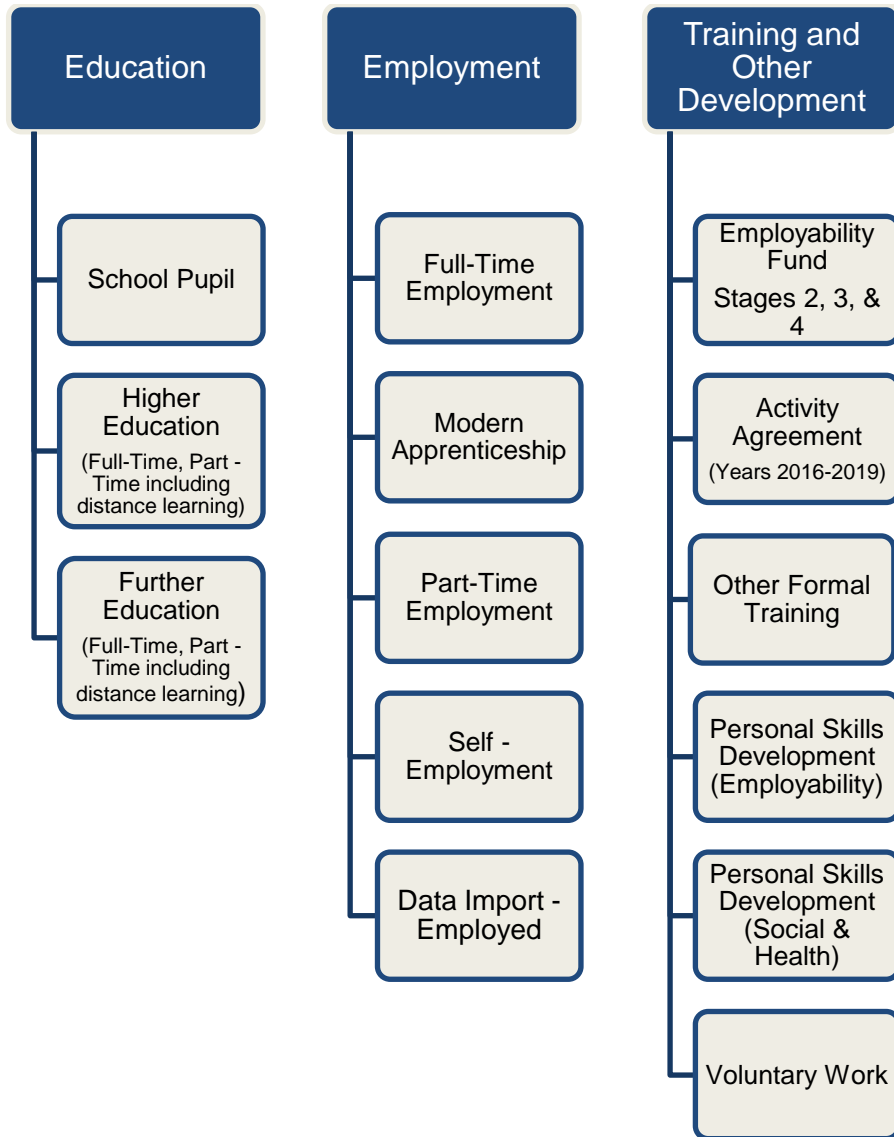 Education
School Pupil
Higher
Education
(Full-Time, Part -
Time including
distance learning)
Further
Education
(Full-Time, Part -
Time including
distance learning)
Employment
Full-Time
Employment
Modern
Apprenticeship
Part-Time
Employment
Self -
Employment
Data Import -
Employed
Training and
Other
Development
Employability
Fund
Stages 2, 3, &
4
Activity
Agreement
(Years 2016-2019)
Other Formal
Training
Personal Skills
Development
(Employability)
Personal Skills
Development
(Social &
Health)
Voluntary Work